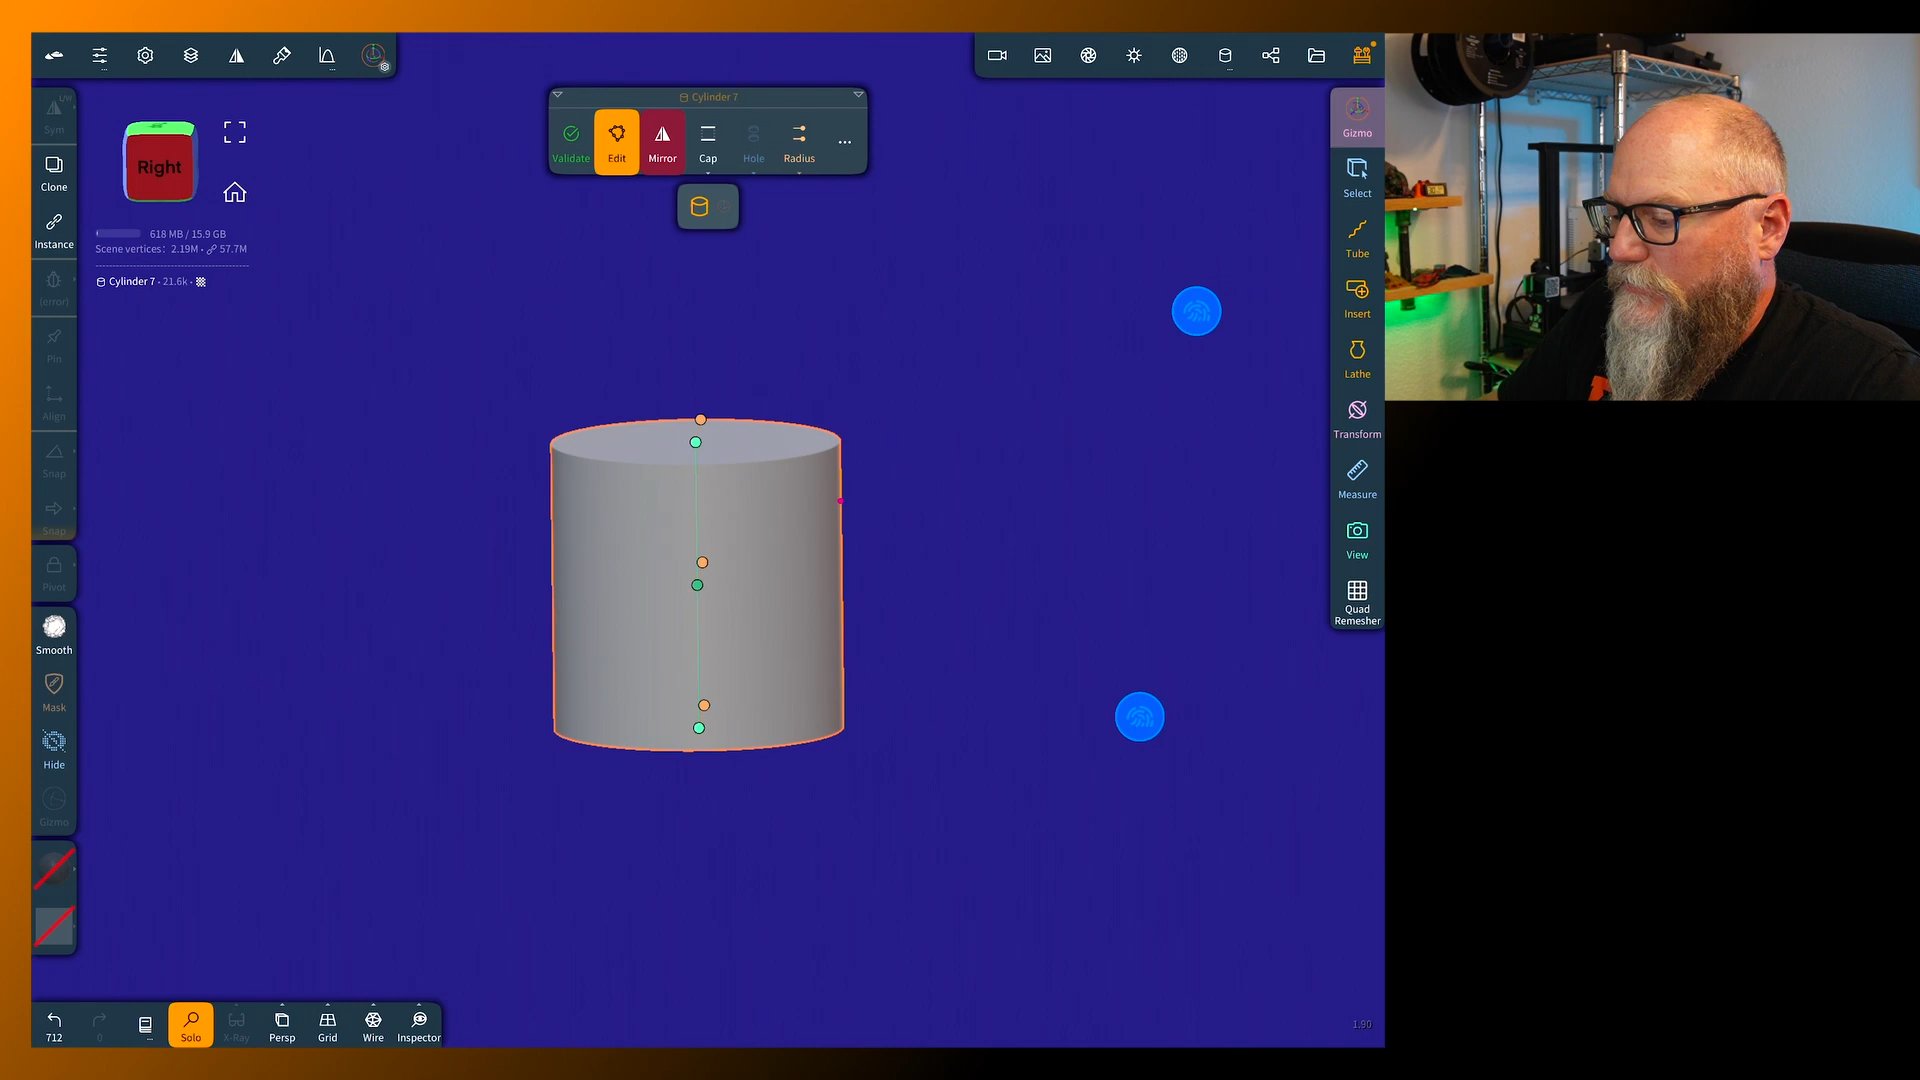 Cylinder 7
Validate
Edit
Mirror
Cap
Hole
Radius
...
Sym
Clone
Instance
(error)
Pin
Align
Snap
Snap
Pivot
Smooth
Mask
Hide
Gizmo
Right
618 MB / 15.9 GB
Scene vertices: 2.19M • 57.7M
Cylinder 7 • 21.6k •
Gizmo
Select
Tube
Insert
Lathe
Transform
Measure
View
Quad
Remesher
712
0
Solo
X-Ray
Persp
Grid
Wire
Inspector
1.90